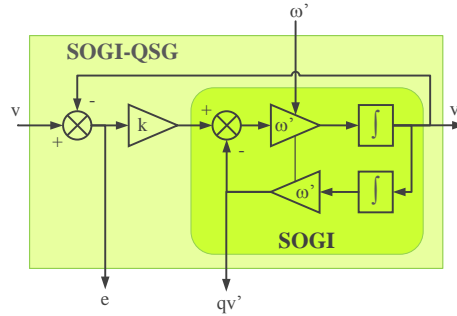 ω'
SOGI-QSG
v
-
+
k
+
-
ω'
∫
v'
ω'
∫
SOGI
e
qv'